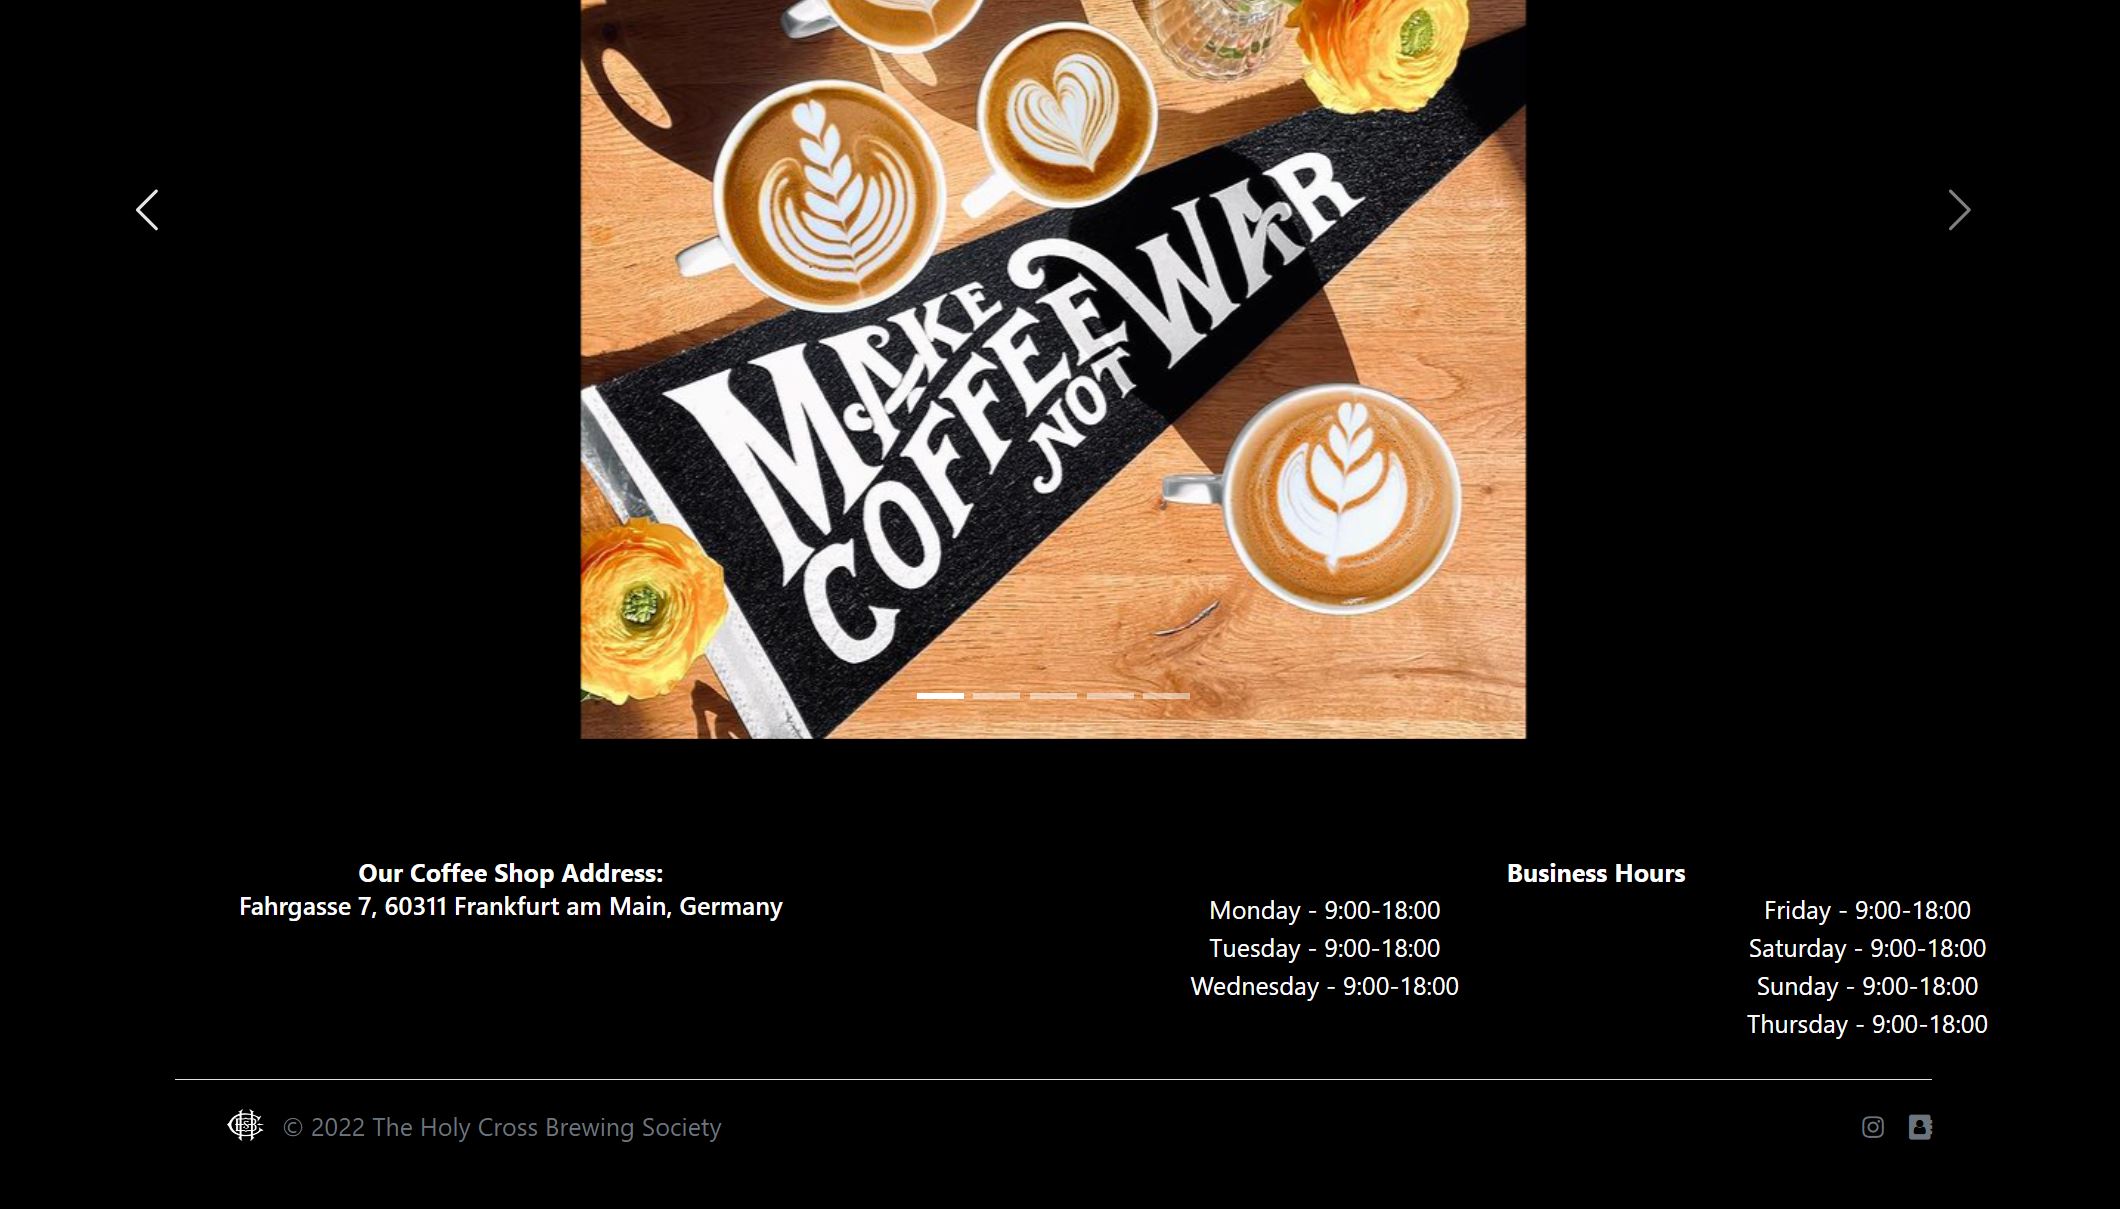 MAKE
COFFEE
NOT
WAR
Our Coffee Shop Address:
Fahrgasse 7, 60311 Frankfurt am Main, Germany
Business Hours
Monday - 9:00-18:00
Tuesday - 9:00-18:00
Wednesday - 9:00-18:00
Friday - 9:00-18:00
Saturday - 9:00-18:00
Sunday - 9:00-18:00
Thursday - 9:00-18:00
© 2022 The Holy Cross Brewing Society